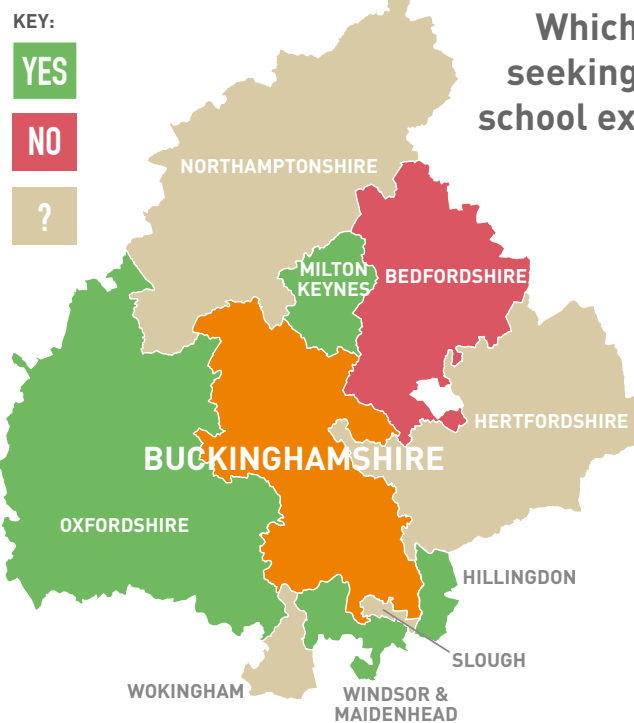 KEY:
YES
NO
?
Which
seeking
school ex
NORTHAMPTONSHIRE
MILTON
KEYNES
BEDFORDSHIRE
HERTFORDSHIRE
BUCKINGHAMSHIRE
OXFORDSHIRE
HILLINGDON
SLOUGH
WOKINGHAM
WINDSOR &
MAIDENHEAD